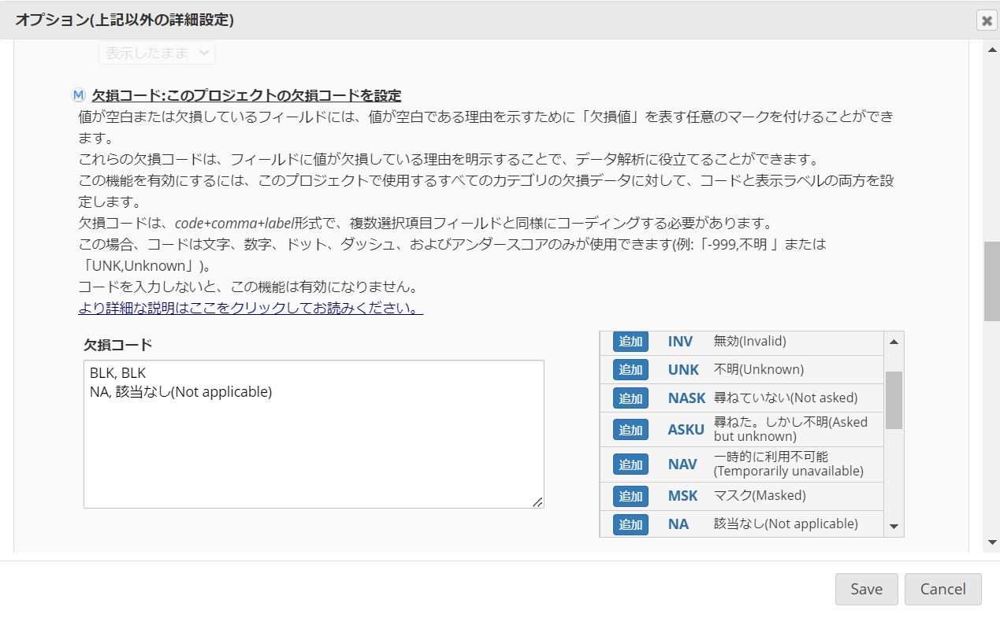 オプション(上記以外の詳細設定)
表示したまま
M 欠損コード:このプロジェクトの欠損コードを設定
値が空白または欠損しているフィールドには、値が空白である理由を示すために「欠損値」を表す任意のマークを付けることができ
ます。
これらの欠損コードは、フィールドに値が欠損している理由を明示することで、データ解析に役立てることができます。
この機能を有効にするには、このプロジェクトで使用するすべてのカテゴリの欠損データに対して、コードと表示ラベルの両方を設
定します。
欠損コードは、code+comma+label形式で、複数選択項目フィールドと同様にコーディングする必要があります。
この場合、コードは文字、数字、ドット、ダッシュ、およびアンダースコアのみが使用できます(例:「-999,不明 」または
「UNK,Unknown」)。
コードを入力しないと、この機能は有効になりません。
より詳細な説明はここをクリックしてお読みください。
欠損コード
BLK, BLK
NA, 該当なし(Not applicable)
追加 INV 無効(Invalid)
追加 UNK 不明(Unknown)
追加 NASK 尋ねていない(Not asked)
追加 ASKU 尋ねた。しかし不明(Asked
but unknown)
追加 NAV 一時的に利用不可能
(Temporarily unavailable)
追加 MSK マスク(Masked)
追加 NA 該当なし(Not applicable)
Save Cancel